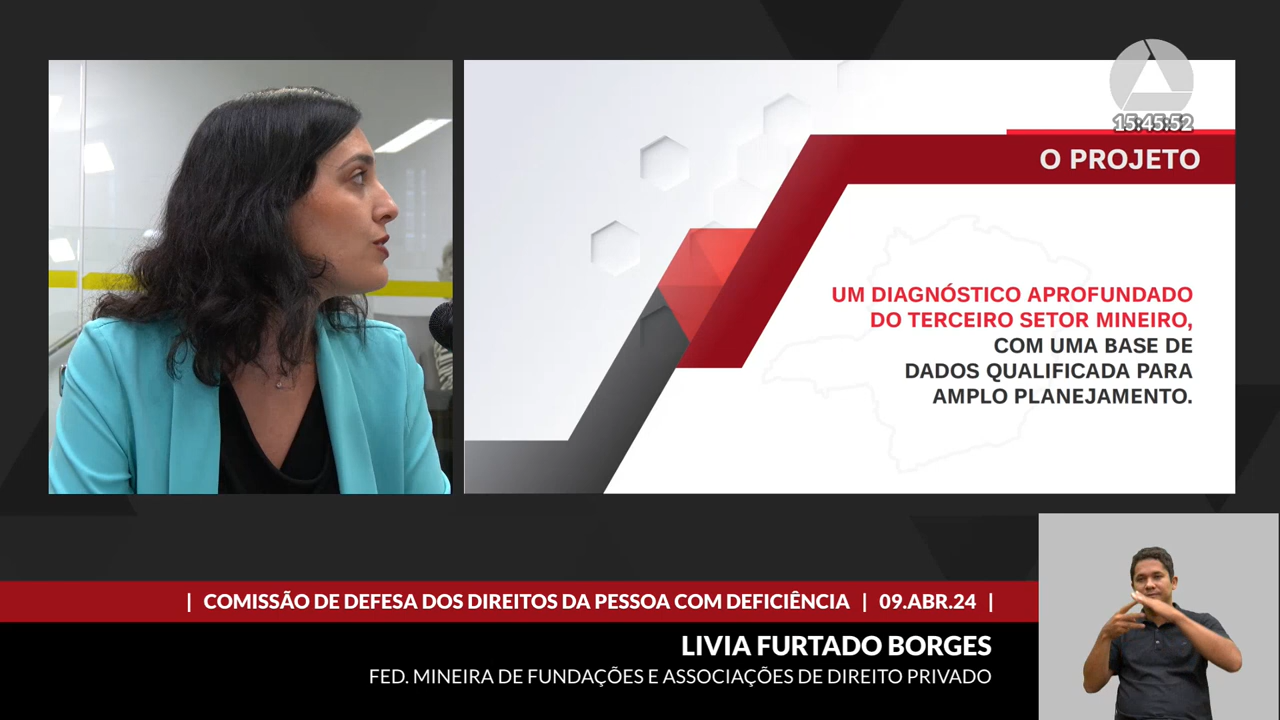 15:45:52
O PROJETO
UM DIAGNÓSTICO APROFUNDADO
DO TERCEIRO SETOR MINEIRO,
COM UMA BASE DE
DADOS QUALIFICADA PARA
AMPLO PLANEJAMENTO.
| COMISSÃO DE DEFESA DOS DIREITOS DA PESSOA COM DEFICIÊNCIA | 09.ABR.24 |
LIVIA FURTADO BORGES
FED. MINEIRA DE FUNDAÇÕES E ASSOCIAÇÕES DE DIREITO PRIVADO